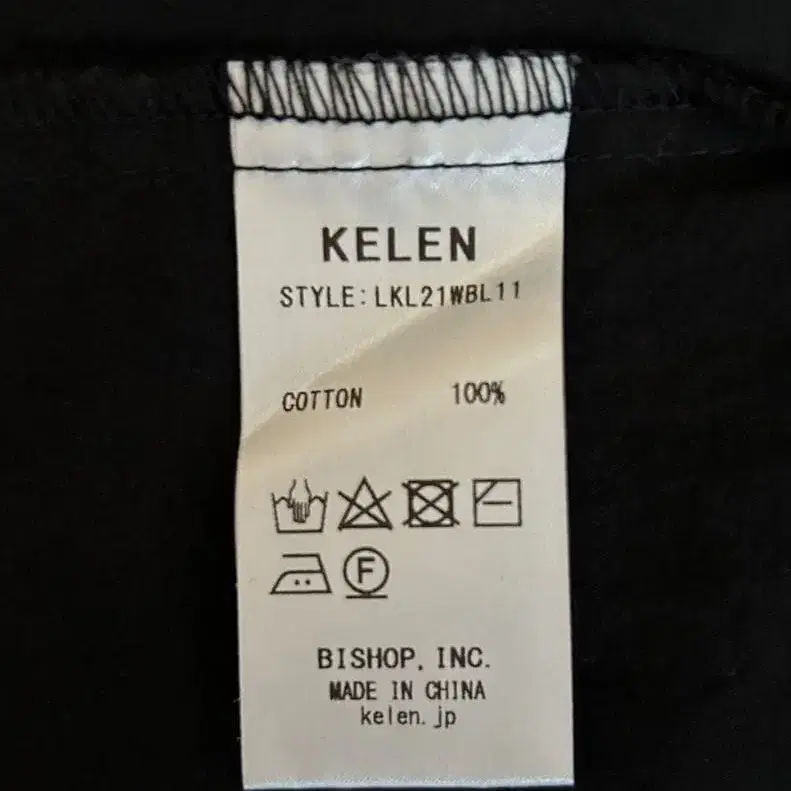 KELEN
STYLE:LKL21WBL11
COTTON 100%
F
BISHOP, INC.
MADE IN CHINA
kelen.jp